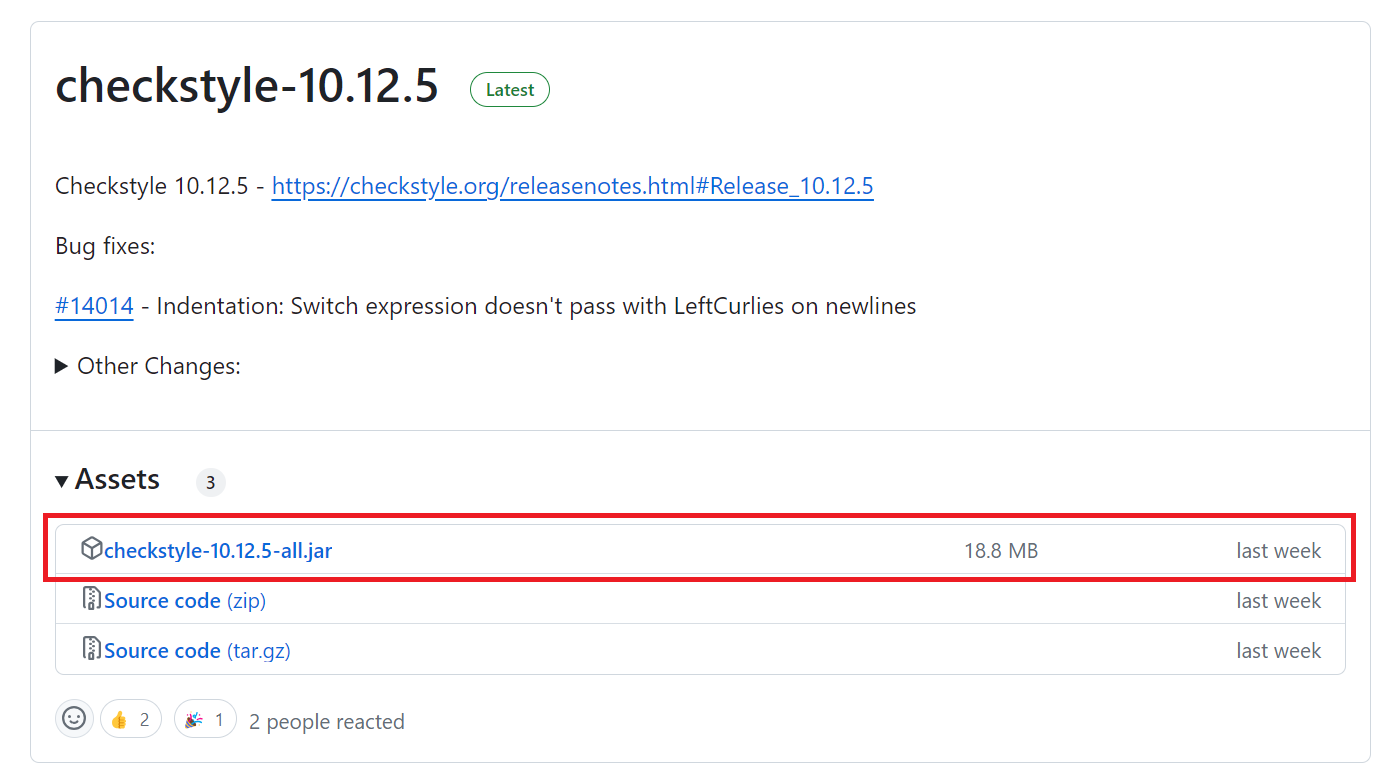 checkstyle-10.12.5 Latest
Checkstyle 10.12.5 - https://checkstyle.org/releasenotes.html#Release_10.12.5
Bug fixes:
#14014 - Indentation: Switch expression doesn't pass with LeftCurlies on newlines
Other Changes:
Assets 3
checkstyle-10.12.5-all.jar 18.8 MB last week
Source code (zip) last week
Source code (tar.gz) last week
2 1 2 people reacted